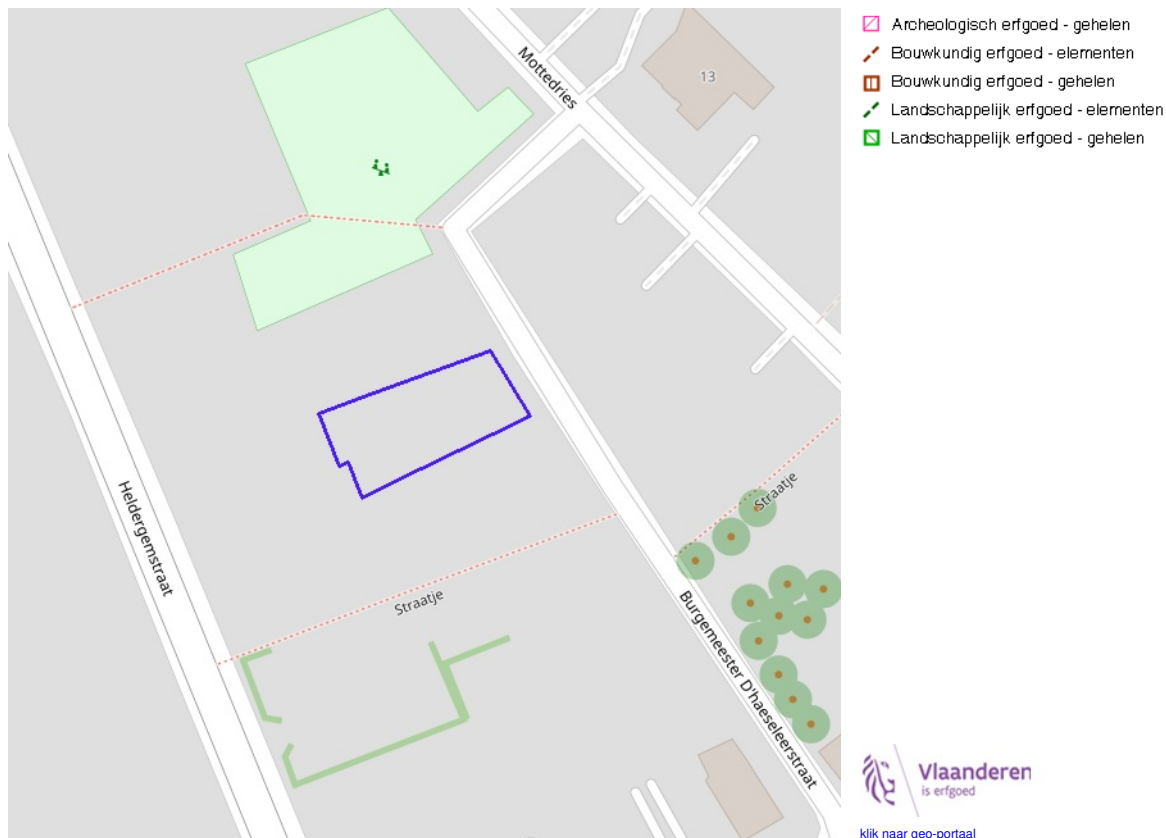 Mottedries
13
Heldergemstraat
Straatje
Straatje
Burgemeester D'haeseleerstraat
Archeologisch erfgoed - gehelen
Bouwkundig erfgoed - elementen
Bouwkundig erfgoed - gehelen
Landschappelijk erfgoed - elementen
Landschappelijk erfgoed - gehelen
Vlaanderen
is erfgoed
klik naar geo-portaal